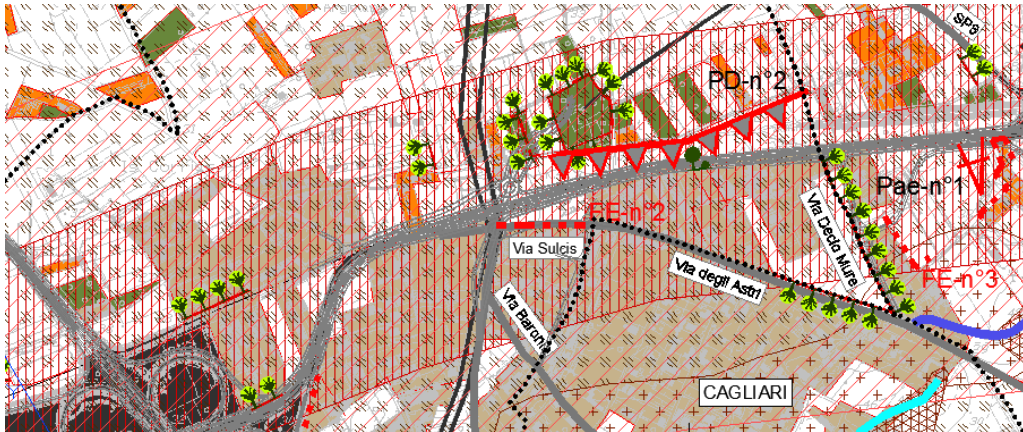 SP8
PD-n°2
Pae-n°1
FE-n°2
Via Sulcis
Via Decio Mure
FE-n°3
Via degli Astri
Via Baronia
CAGLIARI